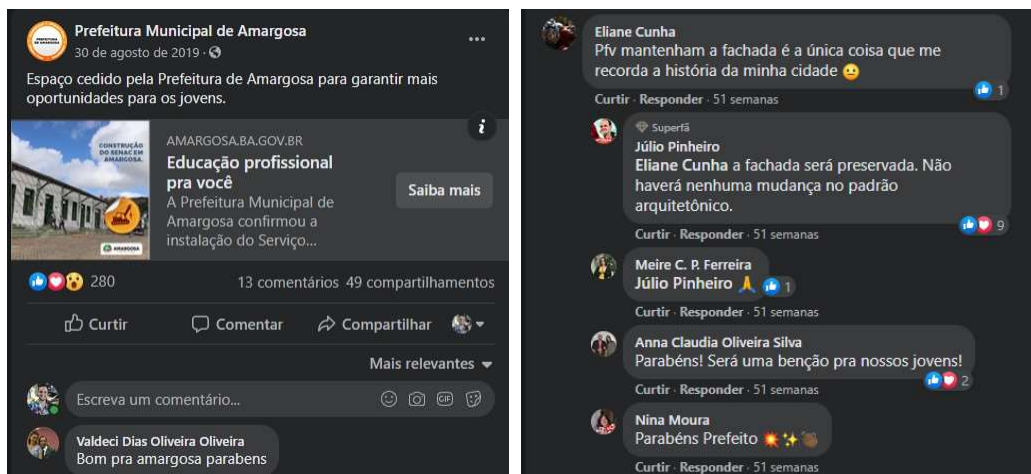 Prefeitura Municipal de Amargosa
30 de agosto de 2019 ·
Espaço cedido pela Prefeitura de Amargosa para garantir mais
oportunidades para os jovens.
CONSTRUÇÃO
DO SENAC EM
AMARGOSA.
AMARGOSA
AMARGOSA.BA.GOV.BR
Educação profissional
pra você
A Prefeitura Municipal de
Amargosa confirmou a
instalação do Serviço...
Saiba mais
280
13 comentários 49 compartilhamentos
Curtir Comentar Compartilhar
Mais relevantes
Escreva um comentário...
GIF
Valdeci Dias Oliveira Oliveira
Bom pra amargosa parabens
Eliane Cunha
Pfv mantenham a fachada é a única coisa que me
recorda a história da minha cidade 😐
1
Curtir · Responder · 51 semanas
Superfã
Júlio Pinheiro
Eliane Cunha a fachada será preservada. Não
haverá nenhuma mudança no padrão
arquitetônico.
9
Curtir · Responder · 51 semanas
Meire C. P. Ferreira
Júlio Pinheiro 🙏 1
Curtir · Responder · 51 semanas
Anna Claudia Oliveira Silva
Parabéns! Será uma benção pra nossos jovens!
2
Curtir · Responder · 51 semanas
Nina Moura
Parabéns Prefeito 💥✨👏🏾
Curtir · Responder · 51 semanas